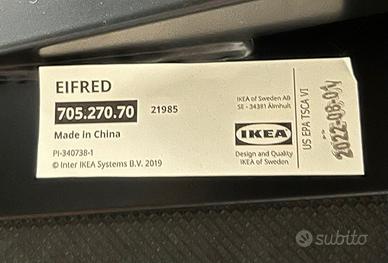 EIFRED
705.270.70 21985
Made in China
PI-340738-1
© Inter IKEA Systems B.V. 2019
IKEA of Sweden AB
SE - 34381 Älmhult
IKEA
Design and Quality
IKEA of Sweden
US EPA TSCA VI
2022-08-01
subito